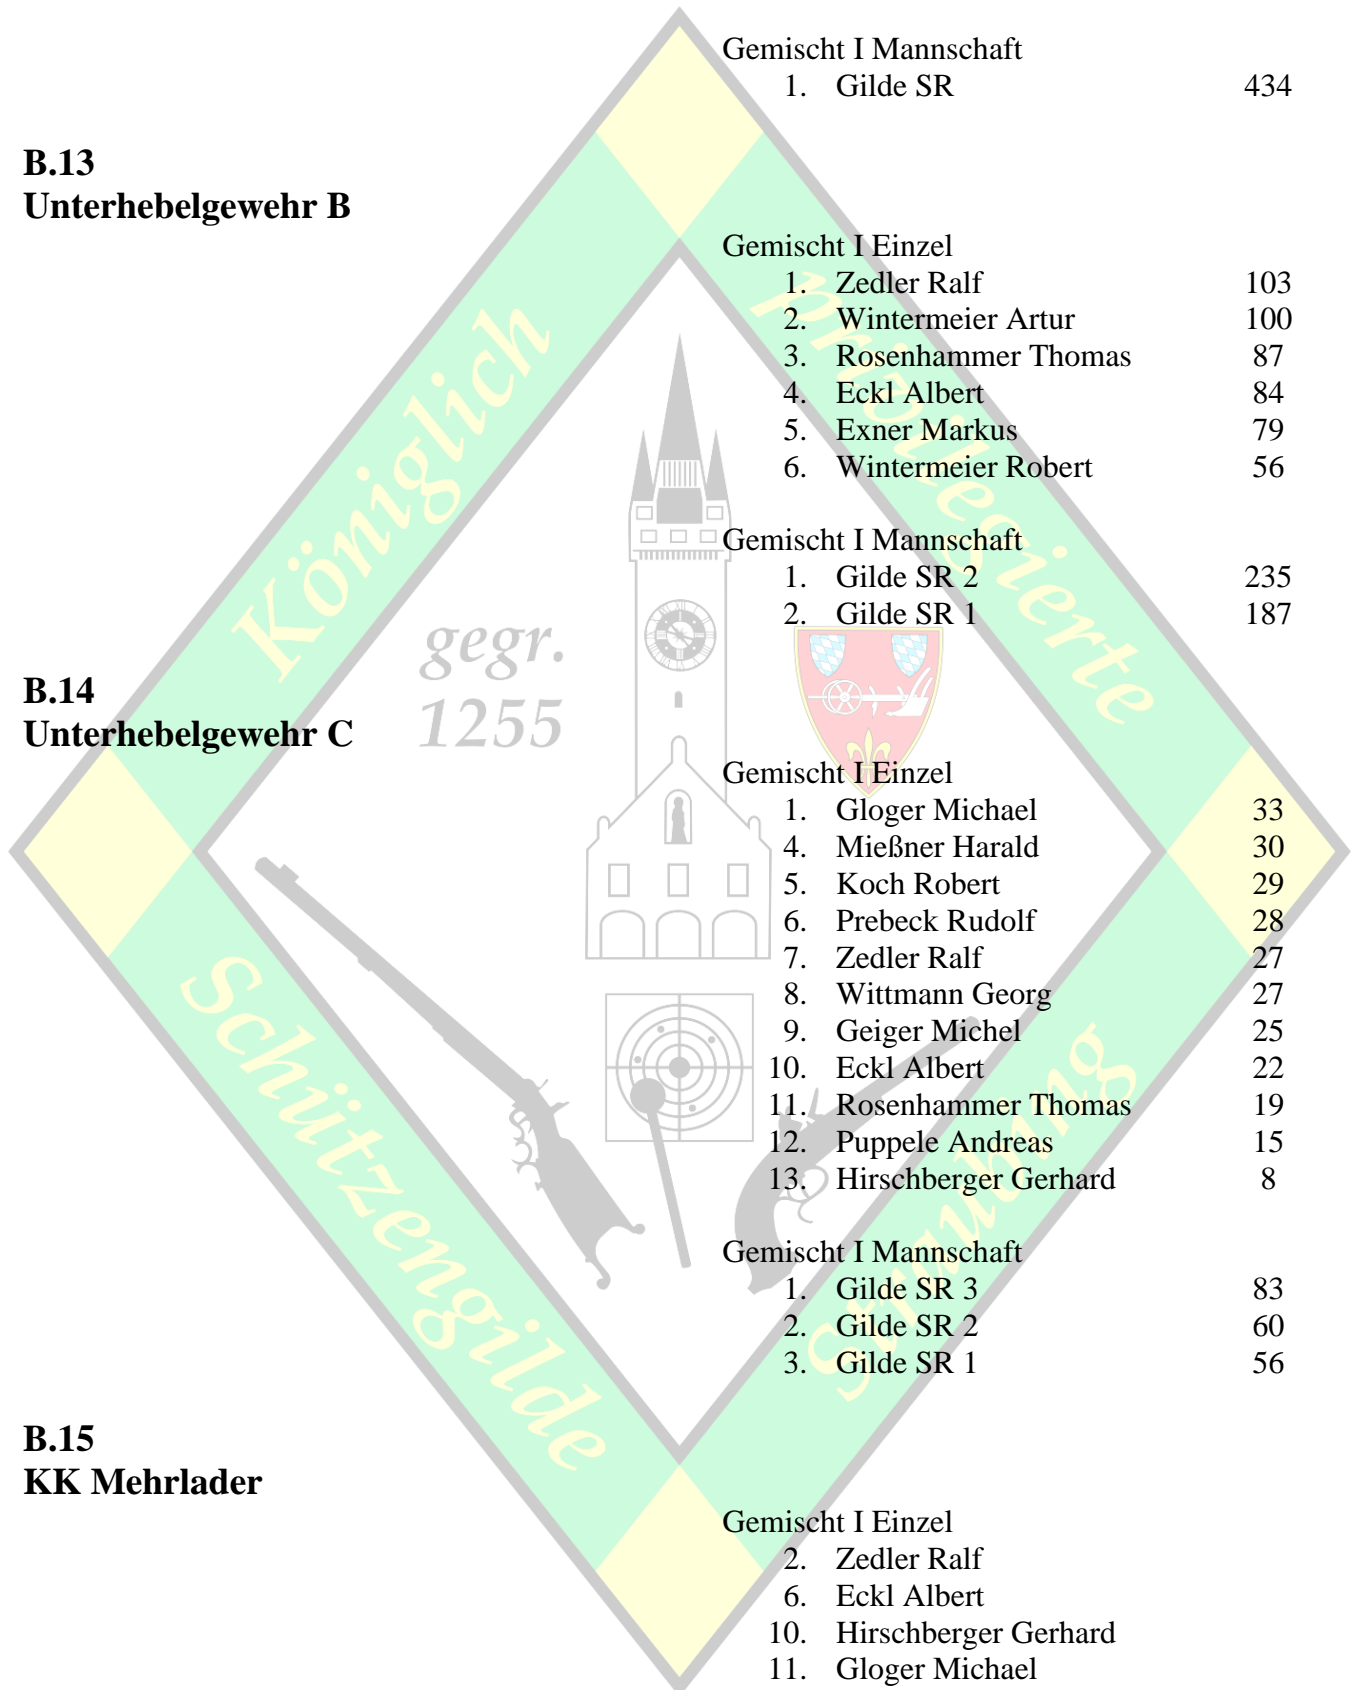 Gemischt I Mannschaft
1. Gilde SR 434
B.13
Unterhebelgewehr B
Gemischt I Einzel
1. Zedler Ralf 103
2. Wintermeier Artur 100
3. Rosenhammer Thomas 87
4. Eckl Albert 84
5. Exner Markus 79
6. Wintermeier Robert 56
Gemischt I Mannschaft
1. Gilde SR 2 235
2. Gilde SR 1 187
B.14
Unterhebelgewehr C
Gemischt I Einzel
1. Gloger Michael 33
4. Mießner Harald 30
5. Koch Robert 29
6. Prebeck Rudolf 28
7. Zedler Ralf 27
8. Wittmann Georg 27
9. Geiger Michel 25
10. Eckl Albert 22
11. Rosenhammer Thomas 19
12. Puppele Andreas 15
13. Hirschberger Gerhard 8
Gemischt I Mannschaft
1. Gilde SR 3 83
2. Gilde SR 2 60
3. Gilde SR 1 56
B.15
KK Mehrlader
Gemischt I Einzel
2. Zedler Ralf
6. Eckl Albert
10. Hirschberger Gerhard
11. Gloger Michael
Königlich
privilegierte
gegr.
1255
Schützengilde
Straubing